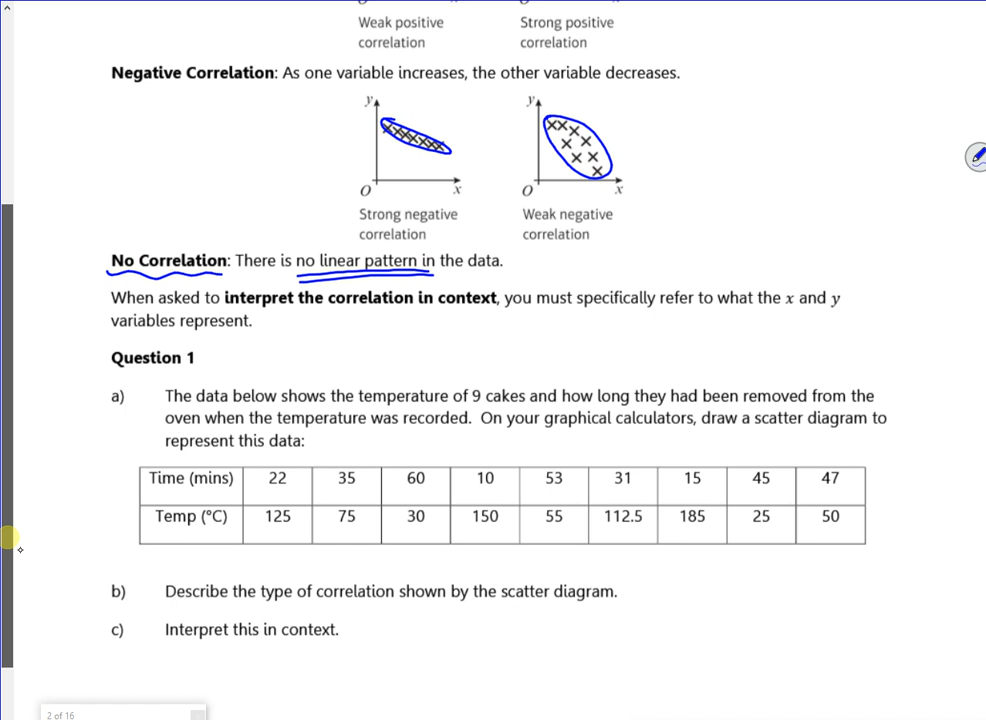 Weak positive
correlation
Strong positive
correlation
Negative Correlation: As one variable increases, the other variable decreases.
y
O
x
Strong negative
correlation
y
O
x
Weak negative
correlation
No Correlation: There is no linear pattern in the data.
When asked to interpret the correlation in context, you must specifically refer to what the x and y
variables represent.
Question 1
a) The data below shows the temperature of 9 cakes and how long they had been removed from the
oven when the temperature was recorded. On your graphical calculators, draw a scatter diagram to
represent this data:
Time (mins) 22 35 60 10 53 31 15 45 47
Temp (°C) 125 75 30 150 55 112.5 185 25 50
b) Describe the type of correlation shown by the scatter diagram.
c) Interpret this in context.
2 of 16